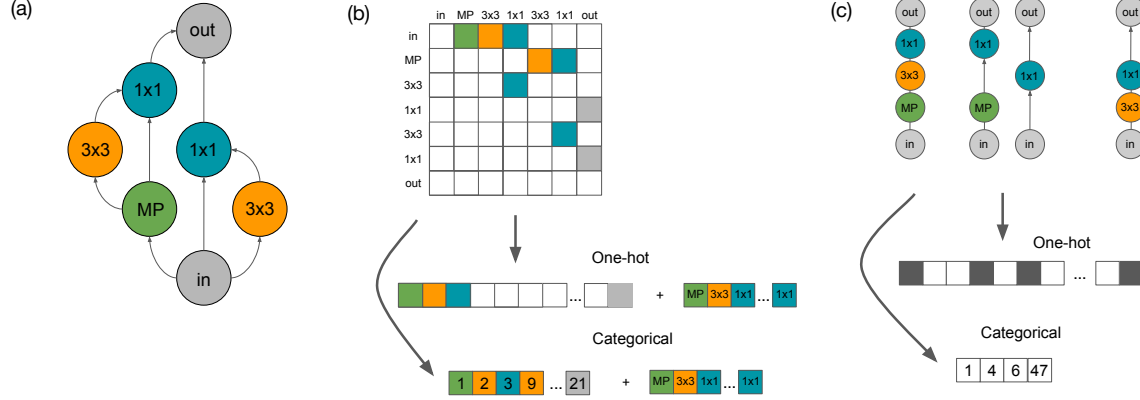 (a)
out
1x1
3x3
1x1
MP
3x3
in
(b)
in MP 3x3 1x1 3x3 1x1 out
in
MP
3x3
1x1
3x3
1x1
out
One-hot
... + MP 3x3 1x1 ... 1x1
Categorical
1 2 3 9 ... 21 + MP 3x3 1x1 ... 1x1
(c)
out out out out
1x1 1x1
3x3 1x1 1x1
MP MP 3x3
in in in in
One-hot
...
Categorical
1 4 6 47